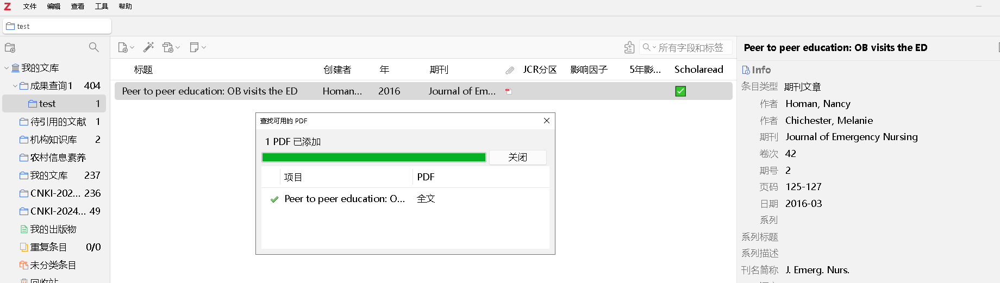 Z 文件 编辑 查看 工具 帮助
test
所有字段和标签
我的文库
成果查询1 404
test 1
待引用的文献 1
机构知识库 2
农村信息素养
我的文库 237
CNKI-202... 236
CNKI-2024... 49
我的出版物
重复条目 0/0
未分类条目
回收站
标题 创建者 年 期刊 JCR分区 影响因子 5年影... Scholaread
Peer to peer education: OB visits the ED Homan... 2016 Journal of Em...
查找可用的 PDF
1 PDF 已添加
关闭
项目 PDF
Peer to peer education: O... 全文
Peer to peer education: OB visits the ED
Info
条目类型 期刊文章
作者 Homan, Nancy
作者 Chichester, Melanie
期刊 Journal of Emergency Nursing
卷次 42
期号 2
页码 125-127
日期 2016-03
系列
系列标题
系列描述
刊名简称 J. Emerg. Nurs.